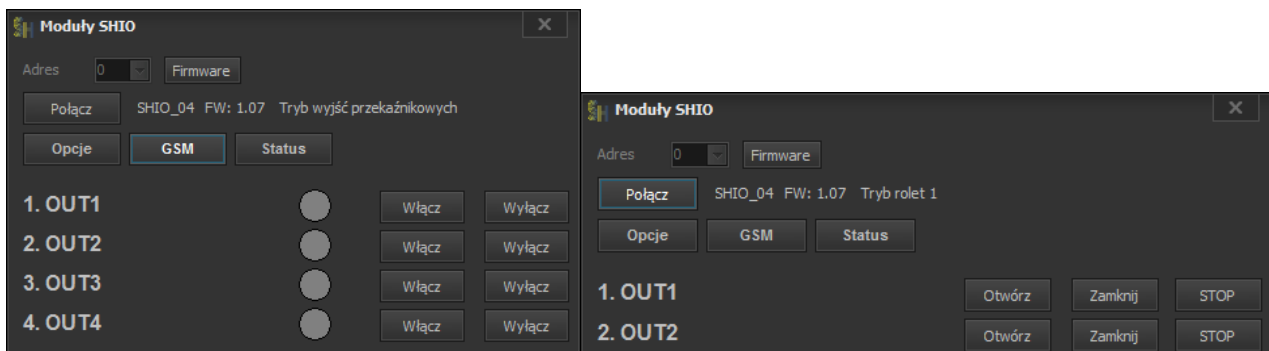 Moduły SHIO
Adres 0 Firmware
Połącz SHIO_04 FW: 1.07 Tryb wyjść przekaźnikowych
Opcje GSM Status
1. OUT1 Włącz Wyłącz
2. OUT2 Włącz Wyłącz
3. OUT3 Włącz Wyłącz
4. OUT4 Włącz Wyłącz
Moduły SHIO
Adres 0 Firmware
Połącz SHIO_04 FW: 1.07 Tryb rolet 1
Opcje GSM Status
1. OUT1 Otwórz Zamknij STOP
2. OUT2 Otwórz Zamknij STOP